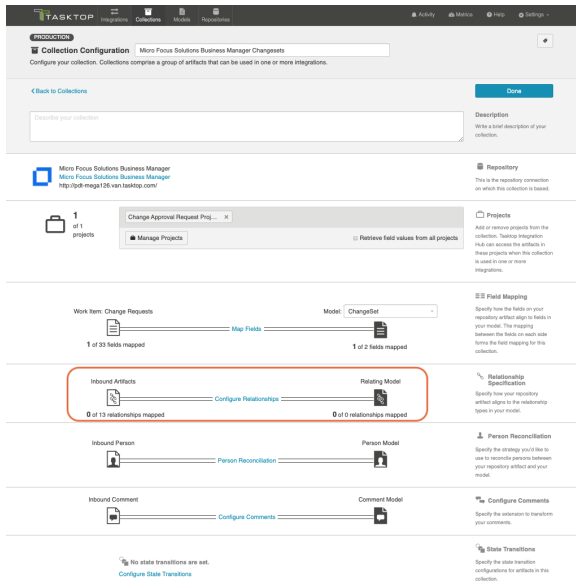 TASKTOP
Integrations
Collections
Models
Repositories
Activity
Metrics
Help
Settings
PRODUCTION
Collection Configuration
Micro Focus Solutions Business Manager Changesets
Configure your collection. Collections comprise a group of artifacts that can be used in one or more integrations.
Back to Collections
Done
Describe your collection
Description
Write a brief description of your
collection.
Micro Focus Solutions Business Manager
Micro Focus Solutions Business Manager
http://pdt-mega126.van.tasktop.com/
Repository
This is the repository connection
on which this collection is based.
1
of 1
projects
Change Approval Request Proj... ×
Manage Projects
Retrieve field values from all projects
Projects
Add or remove projects from the
collection. Tasktop Integration
Hub can access the artifacts in
these projects when this collection
is used in one or more
integrations.
Work Item: Change Requests
Model: ChangeSet
Map Fields
1 of 33 fields mapped
1 of 2 fields mapped
Field Mapping
Specify how the fields on your
repository artifact align to fields in
your model. The mapping
between the fields on each side
forms the field mapping for this
collection.
Inbound Artifacts
Relating Model
Configure Relationships
0 of 13 relationships mapped
0 of 0 relationships mapped
Relationship
Specification
Specify how your repository
artifact aligns to the relationship
types in your model.
Inbound Person
Person Model
Person Reconciliation
Person Reconciliation
Specify the strategy you'd like to
use to reconcile persons between
your repository artifact and your
model.
Inbound Comment
Comment Model
Configure Comments
Configure Comments
Specify the extension to transform
your comments.
No state transitions are set.
Configure State Transitions
State Transitions
Specify the state transition
configurations for artifacts in this
collection.